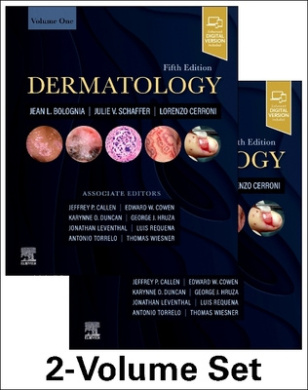 Volume One
Fifth Edition
DERMATOLOGY
JEAN L. BOLOGNIA | JULIE V. SCHAFFER | LORENZO CERRONI
ASSOCIATE EDITORS
JEFFREY P. CALLEN | EDWARD W. COWEN
KARYNNE O. DUNCAN | GEORGE J. HRUZA
JONATHAN LEVENTHAL | LUIS REQUENA
ANTONIO TORRELO | THOMAS WIESNER
ELSEVIER
DIGITAL
VERSION
fth Edition
OGY
ENZO CERRONI
JEFFREY P. CALLEN | EDWARD W. COWEN
KARYNNE O. DUNCAN | GEORGE J. HRUZA
JONATHAN LEVENTHAL | LUIS REQUENA
ANTONIO TORRELO | THOMAS WIESNER
DIGITAL
VERSION
2-Volume Set